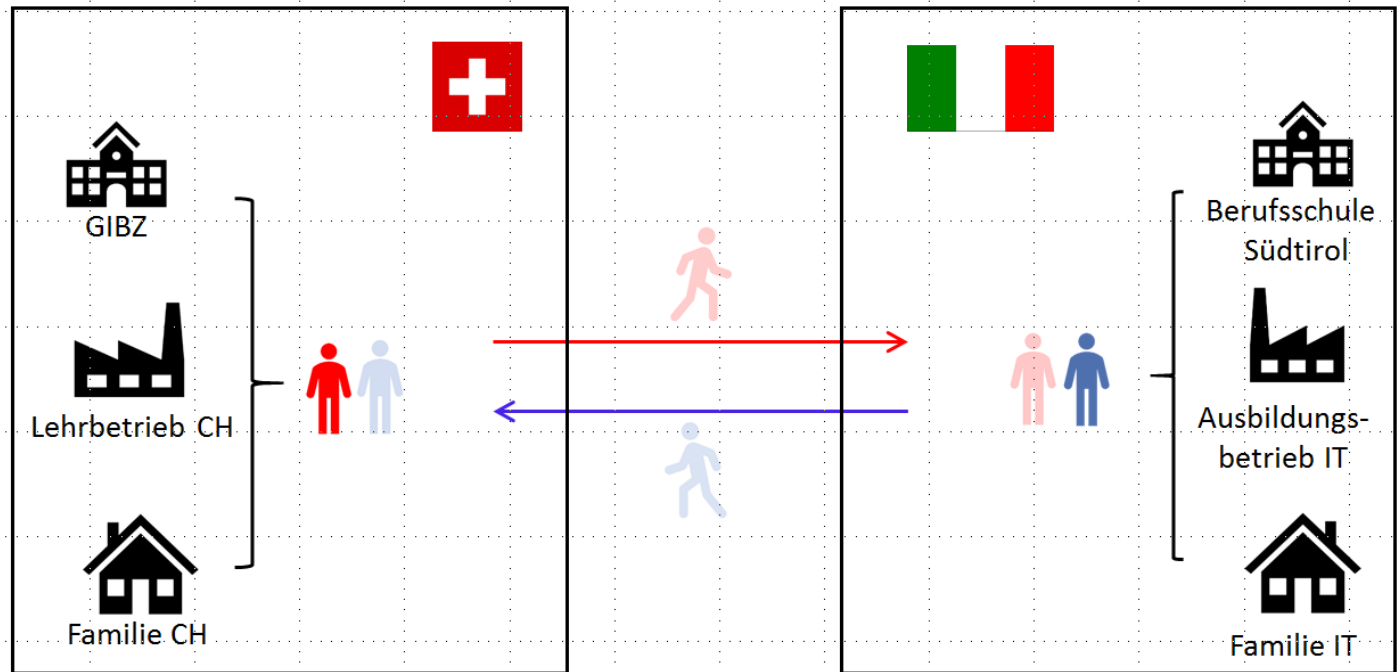 GIBZ
Lehrbetrieb CH
Familie CH
Berufsschule
Südtirol
Ausbildungs-
betrieb IT
Familie IT